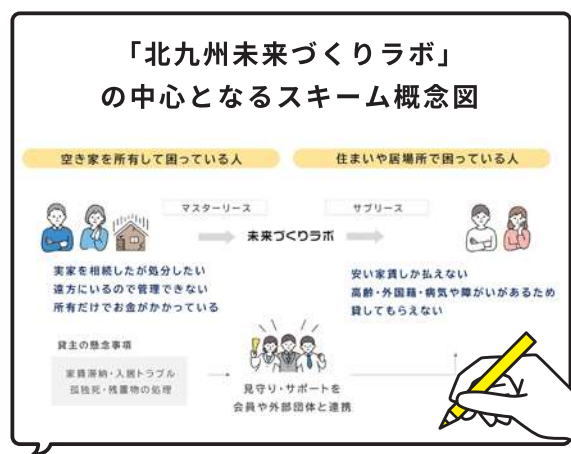 「北九州未来づくりラボ」
の中心となるスキーム概念図
空き家を所有して困っている人
住まいや居場所で困っている人
マスターリース
サブリース
未来づくりラボ
実家を相続したが処分したい
遠方にいるので管理できない
所有だけでお金がかかっている
安い家賃しか払えない
高齢・外国籍・病気や障がいがあるため
貸してもらえない
貸主の懸念事項
家賃滞納・入居トラブル
孤独死・残置物の処理
見守り・サポートを
会員や外部団体と連携